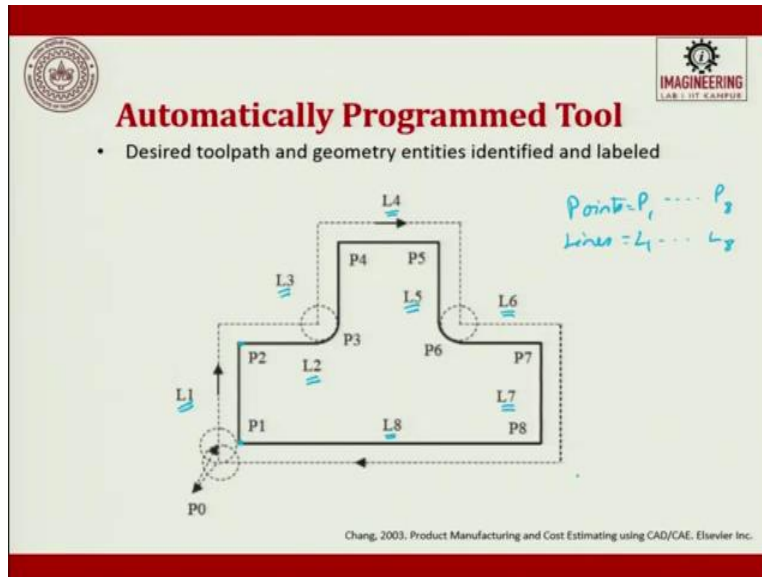 IMAGINEERING
LAB | IIT KANPUR
Automatically Programmed Tool
• Desired toolpath and geometry entities identified and labeled
L4
Points=P1 ···· P8
Lines = L1 ··· L8
P4 P5
L3
L5 L6
P3 P6
P2 P7
L2
L1 L7
P1 L8 P8
P0
Chang, 2003. Product Manufacturing and Cost Estimating using CAD/CAE. Elsevier Inc.